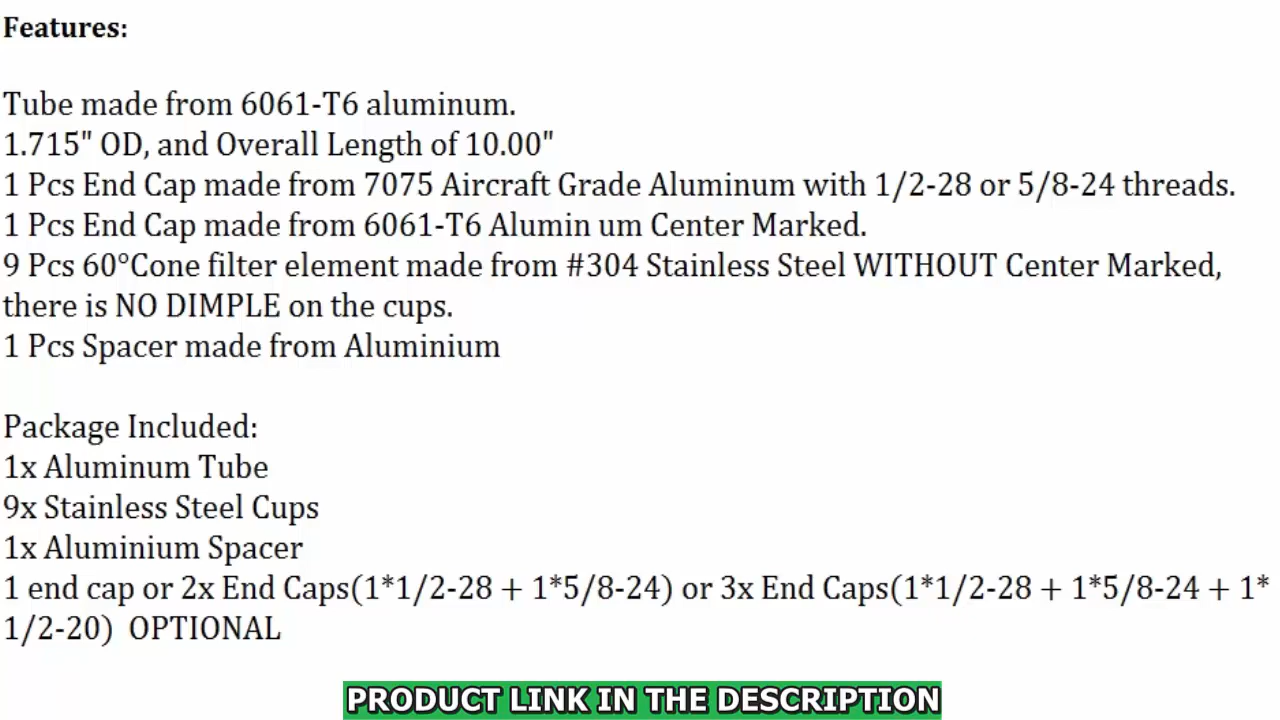 Features:
Tube made from 6061-T6 aluminum.
1.715" OD, and Overall Length of 10.00"
1 Pcs End Cap made from 7075 Aircraft Grade Aluminum with 1/2-28 or 5/8-24 threads.
1 Pcs End Cap made from 6061-T6 Alumin um Center Marked.
9 Pcs 60°Cone filter element made from #304 Stainless Steel WITHOUT Center Marked,
there is NO DIMPLE on the cups.
1 Pcs Spacer made from Aluminium
Package Included:
1x Aluminum Tube
9x Stainless Steel Cups
1x Aluminium Spacer
1 end cap or 2x End Caps(1*1/2-28 + 1*5/8-24) or 3x End Caps(1*1/2-28 + 1*5/8-24 + 1*
1/2-20)  OPTIONAL
PRODUCT LINK IN THE DESCRIPTION